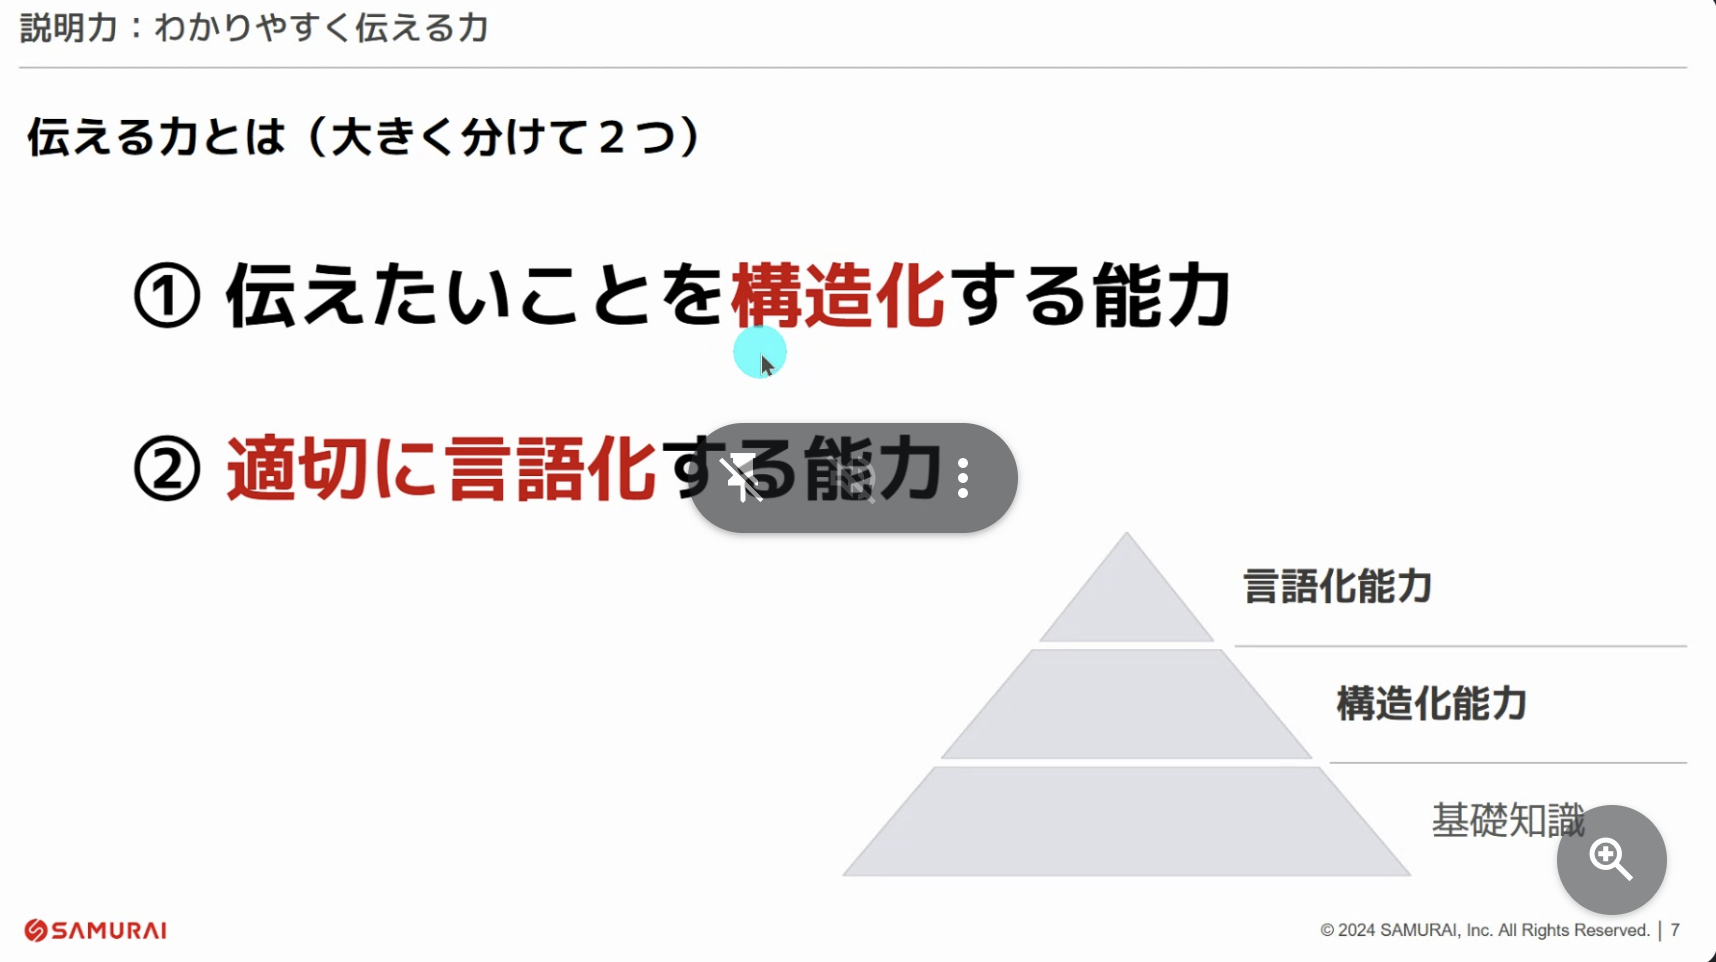 説明力：わかりやすく伝える力
伝える力とは（大きく分けて２つ）
① 伝えたいことを構造化する能力
② 適切に言語化する能力
言語化能力
構造化能力
基礎知識
SAMURAI
© 2024 SAMURAI, Inc. All Rights Reserved. | 7